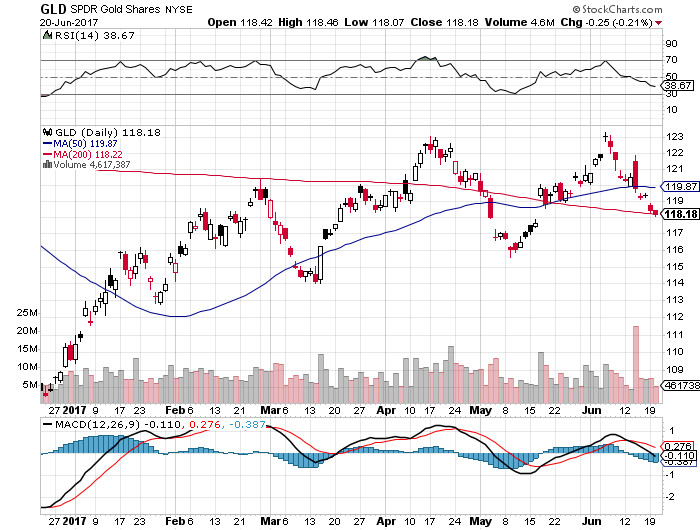 GLD SPDR Gold Shares NYSE © StockCharts.com
20-Jun-2017 Open 118.42 High 118.46 Low 118.07 Close 118.18 Volume 4.6M Chg -0.25 (-0.21%)
RSI(14) 38.67
90
70
50
38.67
30
10
GLD (Daily) 118.18
MA(50) 119.87
MA(200) 118.22
Volume 4,617,387
123
122
121
119.87
119
118.18
117
116
115
114
113
112
111
110
109
108
25M
20M
15M
10M
5M
461738
27 2017 9 17 23 Feb 6 13 21 Mar 6 13 20 27 Apr 10 17 24 May 8 15 22 Jun 12 19
MACD(12,26,9) -0.110, 0.276, -0.387
1
0.276
-0.110
-0.387
-1
-2
27 2017 9 17 23 Feb 6 13 21 Mar 6 13 20 27 Apr 10 17 24 May 8 15 22 Jun 12 19